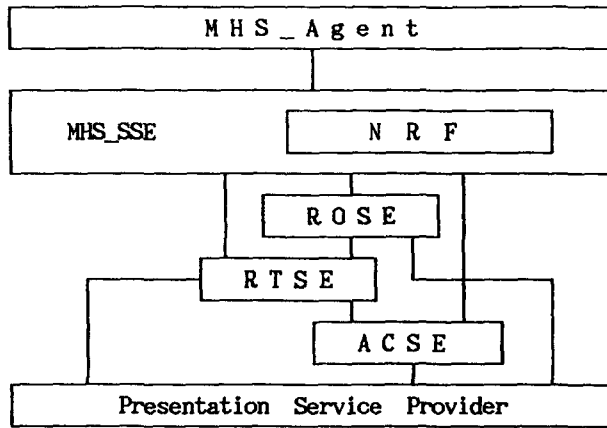 MHS_Agent
MHS_SSE
NRF
ROSE
RTSE
ACSE
Presentation Service Provider